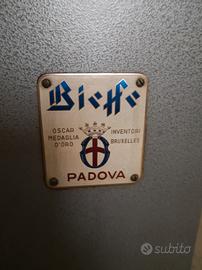 Bieffe
OSCAR INVENTORI
MEDAGLIA BRUXELLES
D'ORO
PADOVA
subito